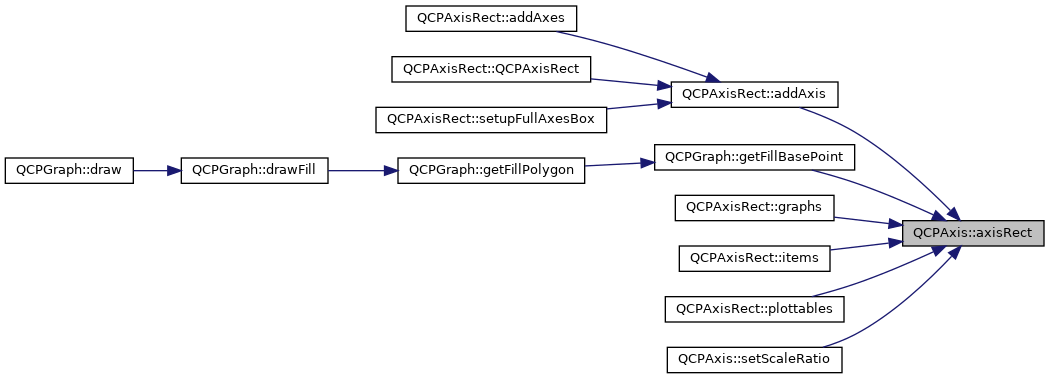 QCPAxisRect::addAxes
QCPAxisRect::QCPAxisRect
QCPAxisRect::addAxis
QCPAxisRect::setupFullAxesBox
QCPGraph::getFillBasePoint
QCPGraph::draw
QCPGraph::drawFill
QCPGraph::getFillPolygon
QCPAxisRect::graphs
QCPAxis::axisRect
QCPAxisRect::items
QCPAxisRect::plottables
QCPAxis::setScaleRatio